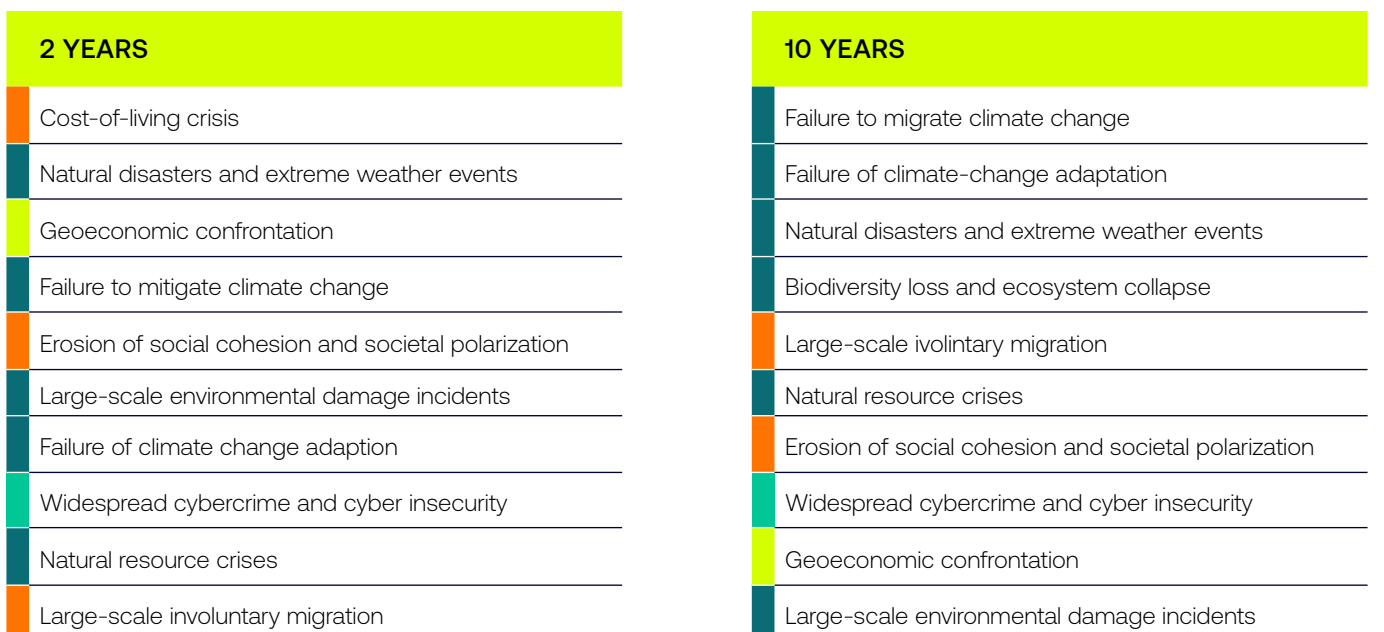 2 YEARS
Cost-of-living crisis
Natural disasters and extreme weather events
Geoeconomic confrontation
Failure to mitigate climate change
Erosion of social cohesion and societal polarization
Large-scale environmental damage incidents
Failure of climate change adaption
Widespread cybercrime and cyber insecurity
Natural resource crises
Large-scale involuntary migration
10 YEARS
Failure to migrate climate change
Failure of climate-change adaptation
Natural disasters and extreme weather events
Biodiversity loss and ecosystem collapse
Large-scale ivolintary migration
Natural resource crises
Erosion of social cohesion and societal polarization
Widespread cybercrime and cyber insecurity
Geoeconomic confrontation
Large-scale environmental damage incidents